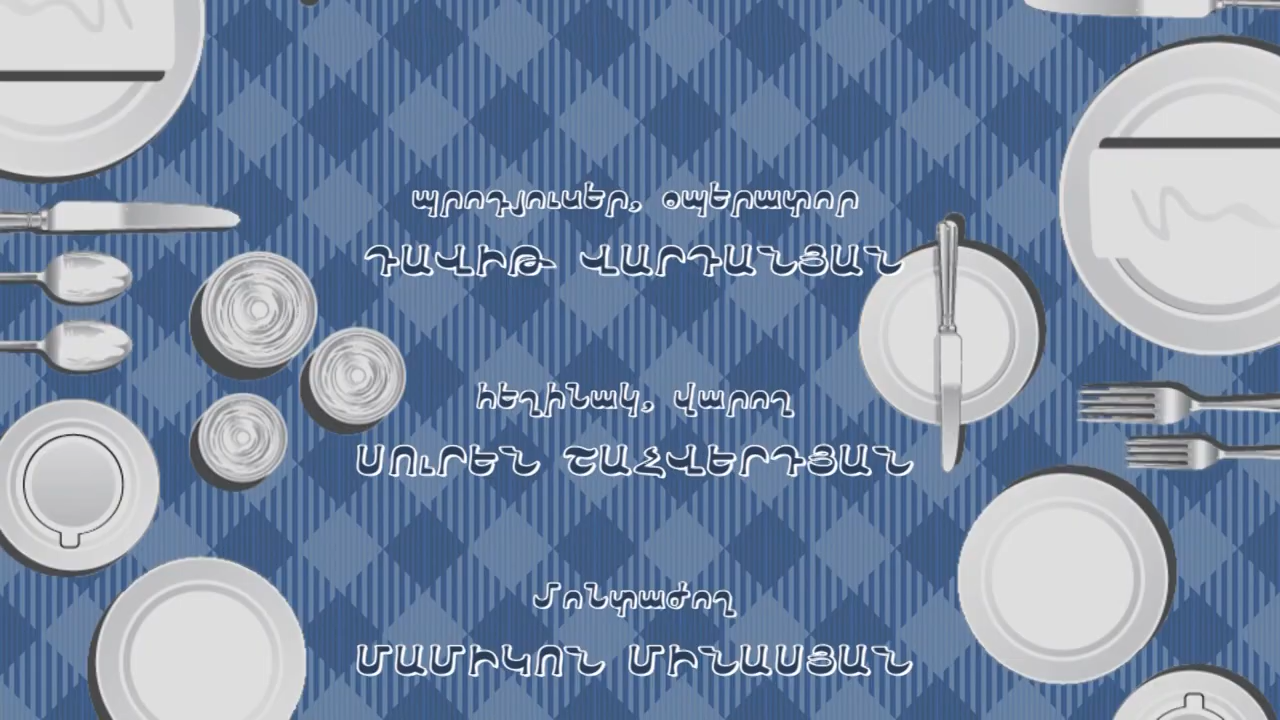 պրոդյուսեր, օպերատոր
ԴԱՎԻԹ ՎԱՐԴԱՆՅԱՆ
հեղինակ, վարող
ՍՈՒՐԵՆ ՇԱՀՎԵՐԴՅԱՆ
մոնտաժող
ՄԱՄԻԿՈՆ ՄԻՆԱՍՅԱՆ